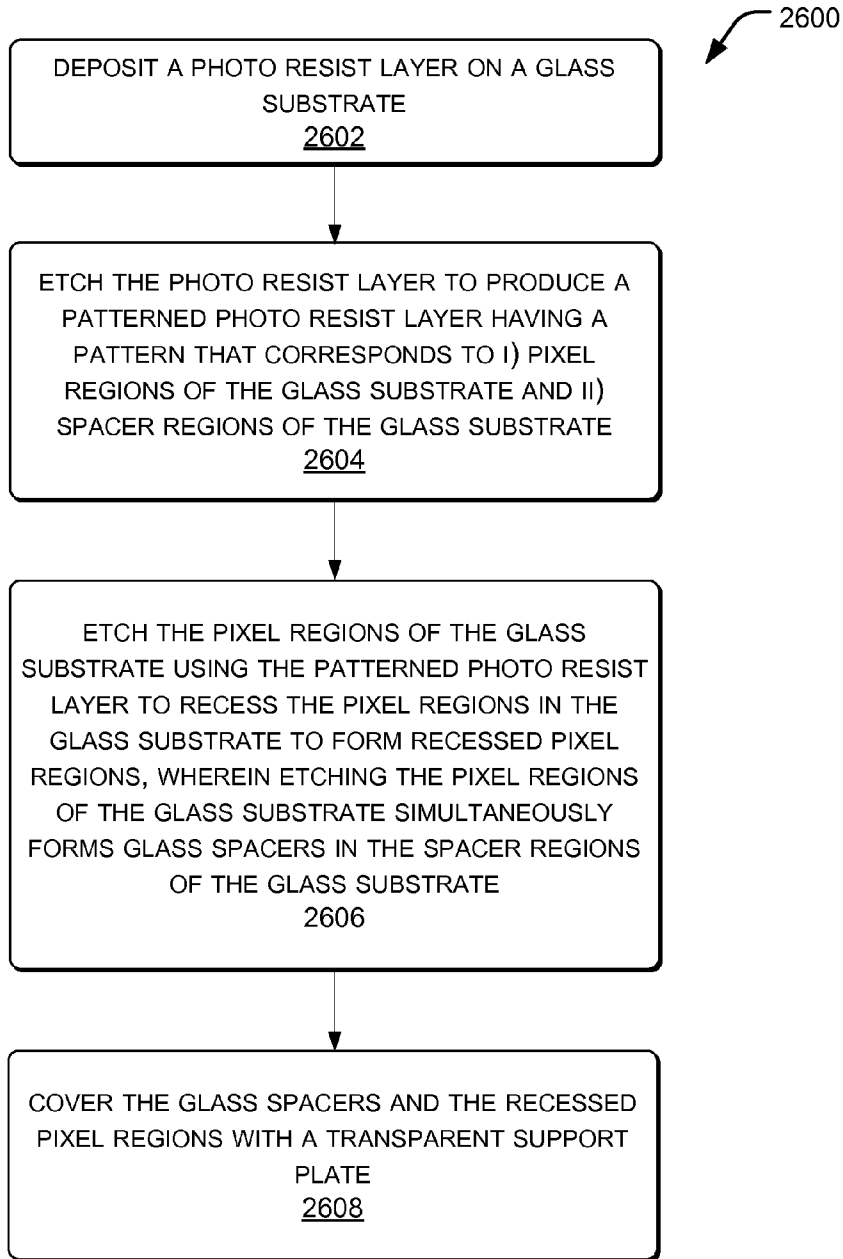 2600
DEPOSIT A PHOTO RESIST LAYER ON A GLASS
SUBSTRATE
2602
ETCH THE PHOTO RESIST LAYER TO PRODUCE A
PATTERNED PHOTO RESIST LAYER HAVING A
PATTERN THAT CORRESPONDS TO I) PIXEL
REGIONS OF THE GLASS SUBSTRATE AND II)
SPACER REGIONS OF THE GLASS SUBSTRATE
2604
ETCH THE PIXEL REGIONS OF THE GLASS
SUBSTRATE USING THE PATTERNED PHOTO RESIST
LAYER TO RECESS THE PIXEL REGIONS IN THE
GLASS SUBSTRATE TO FORM RECESSED PIXEL
REGIONS, WHEREIN ETCHING THE PIXEL REGIONS
OF THE GLASS SUBSTRATE SIMULTANEOUSLY
FORMS GLASS SPACERS IN THE SPACER REGIONS
OF THE GLASS SUBSTRATE
2606
COVER THE GLASS SPACERS AND THE RECESSED
PIXEL REGIONS WITH A TRANSPARENT SUPPORT
PLATE
2608